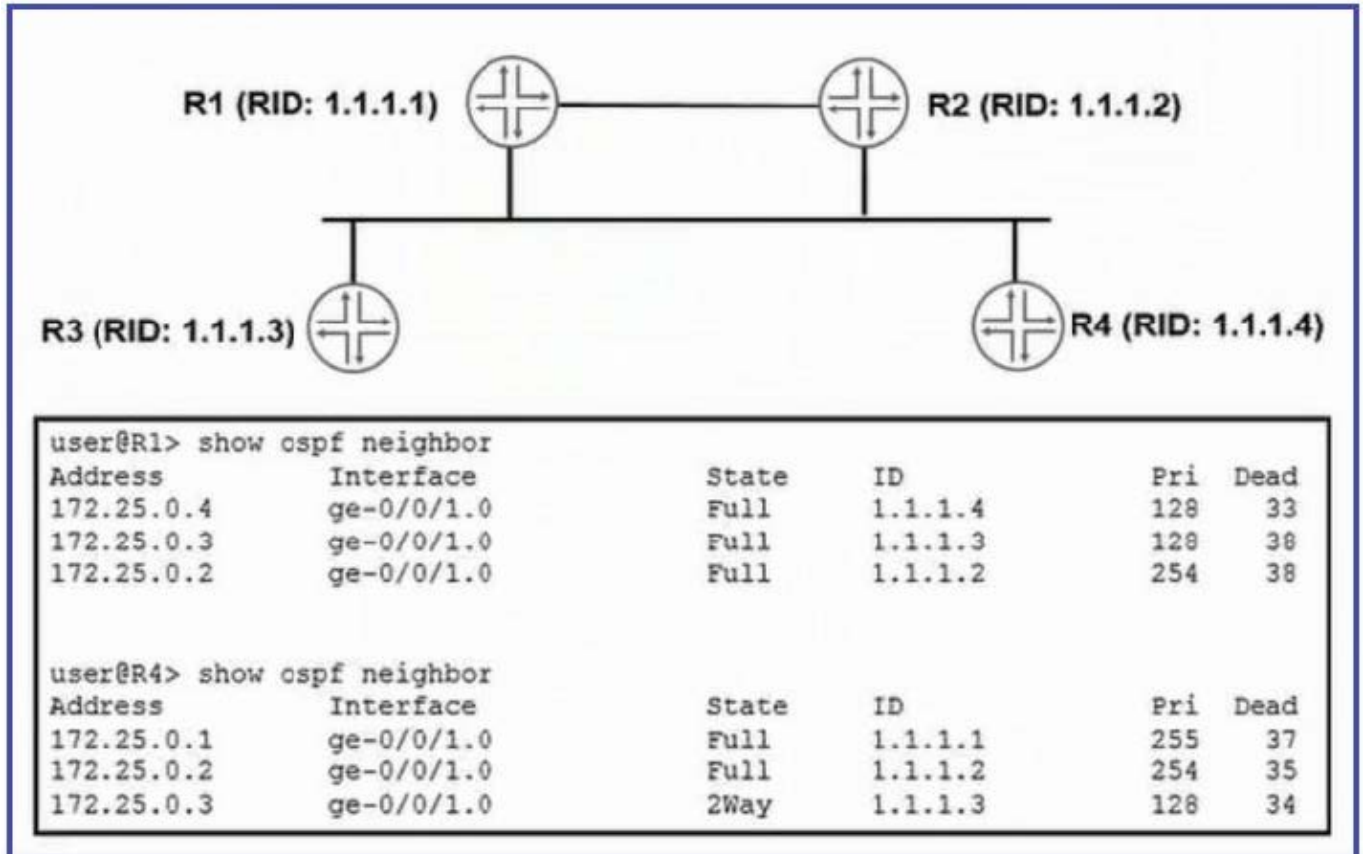 R1 (RID: 1.1.1.1) R2 (RID: 1.1.1.2)
R3 (RID: 1.1.1.3) R4 (RID: 1.1.1.4)
user@R1> show ospf neighbor
Address Interface State ID Pri Dead
172.25.0.4 ge-0/0/1.0 Full 1.1.1.4 128 33
172.25.0.3 ge-0/0/1.0 Full 1.1.1.3 128 38
172.25.0.2 ge-0/0/1.0 Full 1.1.1.2 254 38
user@R4> show ospf neighbor
Address Interface State ID Pri Dead
172.25.0.1 ge-0/0/1.0 Full 1.1.1.1 255 37
172.25.0.2 ge-0/0/1.0 Full 1.1.1.2 254 35
172.25.0.3 ge-0/0/1.0 2Way 1.1.1.3 128 34